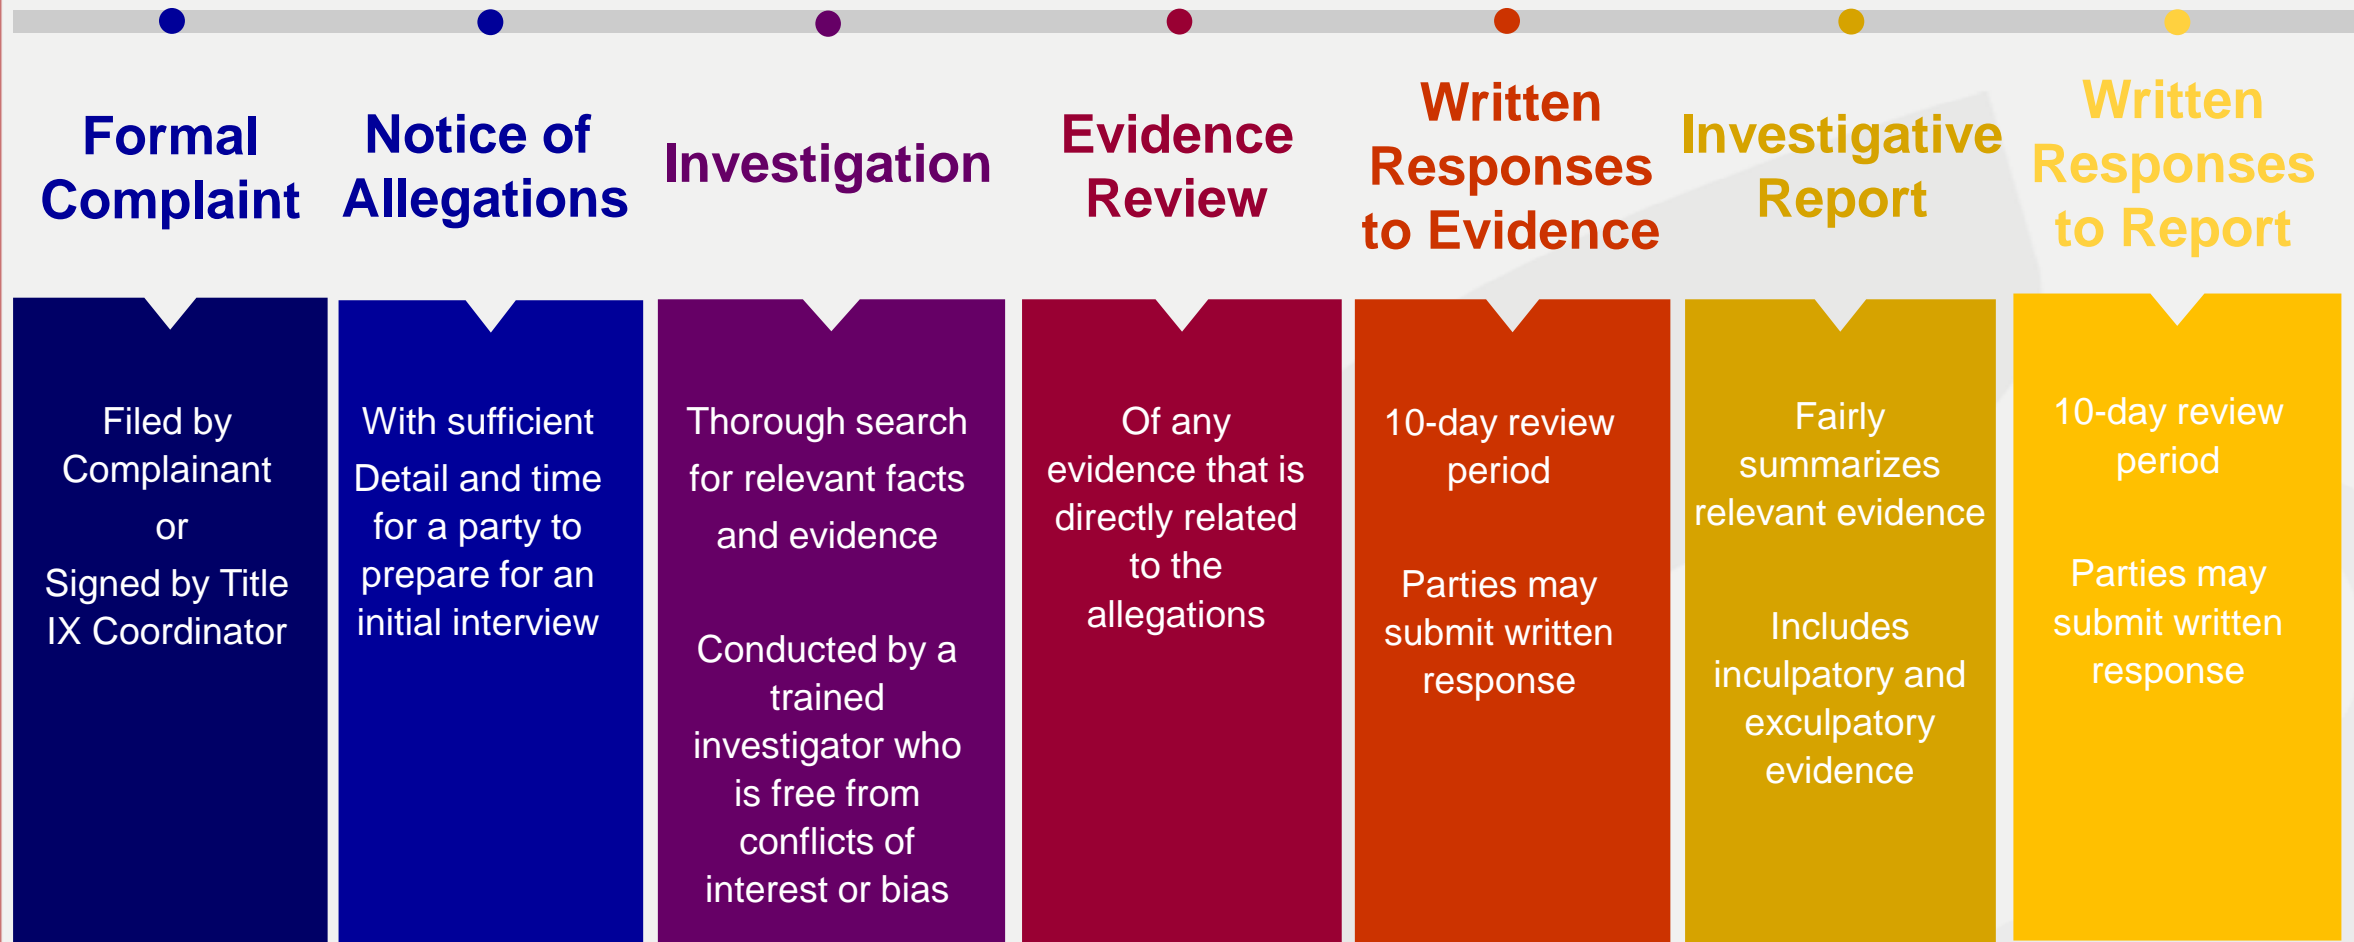 Formal
Complaint
Notice of
Allegations
Investigation
Evidence
Review
Written
Responses
to Evidence
Investigative
Report
Written
Responses
to Report
Filed by
Complainant
or
Signed by Title
IX Coordinator
With sufficient
Detail and time
for a party to
prepare for an
initial interview
Thorough search
for relevant facts
and evidence
Conducted by a
trained
investigator who
is free from
conflicts of
interest or bias
Of any
evidence that is
directly related
to the
allegations
10-day review
period
Parties may
submit written
response
Fairly
summarizes
relevant evidence
Includes
inculpatory and
exculpatory
evidence
10-day review
period
Parties may
submit written
response